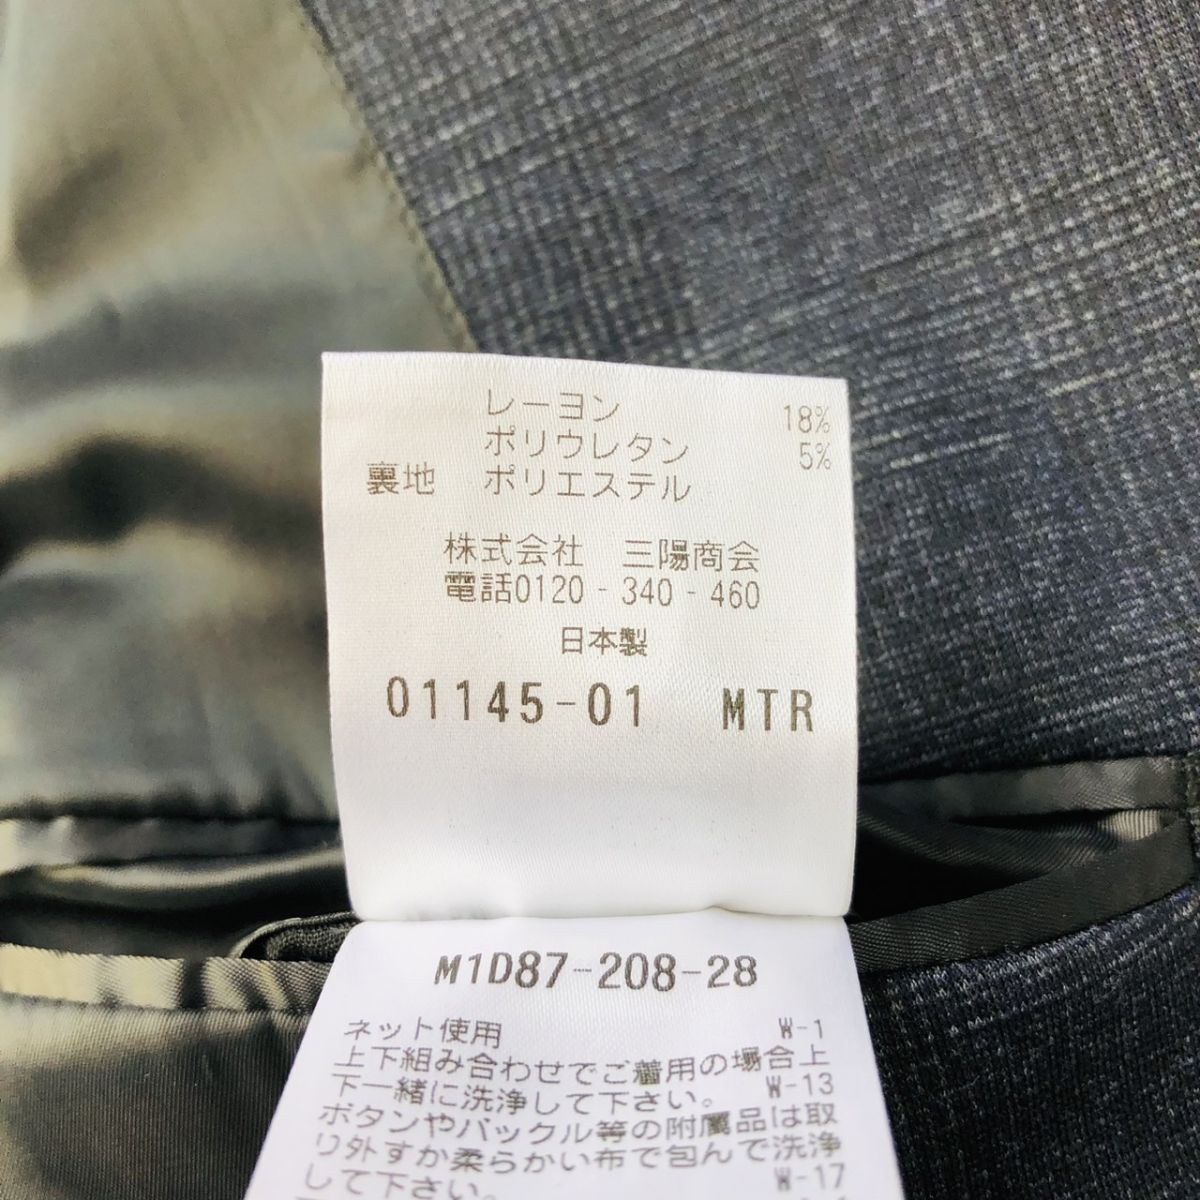 レーヨン 18%
ポリウレタン 5%
裏地 ポリエステル
株式会社 三陽商会
電話0120-340-460
日本製
01145-01 MTR
M1D87-208-28
ネット使用 W-1
上下組み合わせでご着用の場合上
下一緒に洗浄して下さい。 W-13
ボタンやバックル等の附属品は取
り外すか柔らかい布で包んで洗浄
して下さい。 W-17